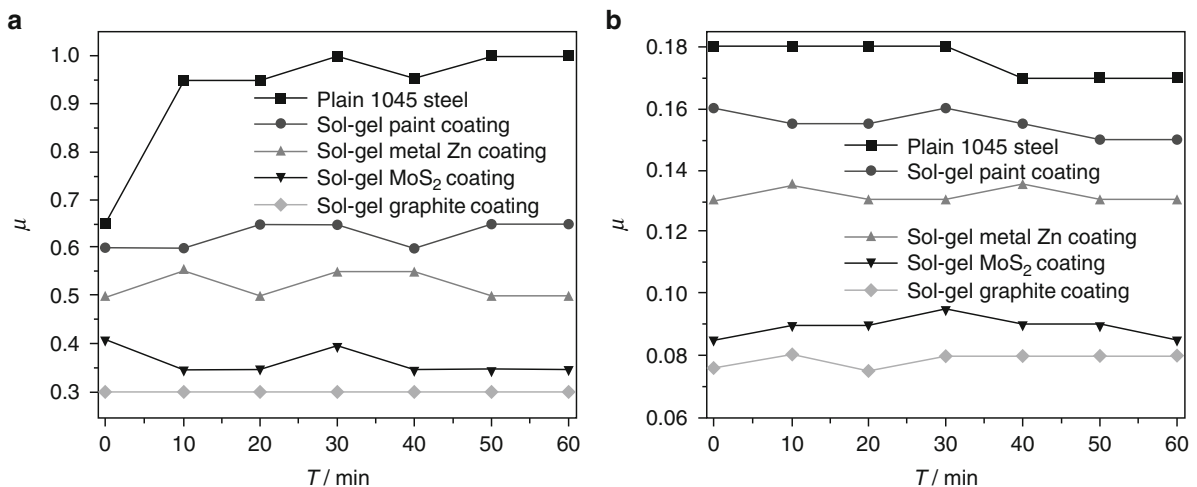 a
1.0
0.9
0.8
0.7
0.6
0.5
0.4
0.3
μ
Plain 1045 steel
Sol-gel paint coating
Sol-gel metal Zn coating
Sol-gel MoS₂ coating
Sol-gel graphite coating
0 10 20 30 40 50 60
T / min
b
0.18
0.16
0.14
0.12
0.10
0.08
0.06
μ
Plain 1045 steel
Sol-gel paint coating
Sol-gel metal Zn coating
Sol-gel MoS₂ coating
Sol-gel graphite coating
0 10 20 30 40 50 60
T / min